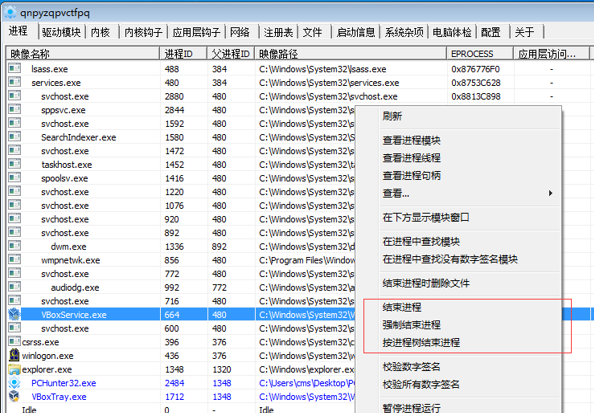 qnpyzqpvctfpq
进程 驱动模块 内核 内核钩子 应用层钩子 网络 注册表 文件 启动信息 系统杂项 电脑体检 配置 关于
映像名称 进程ID 父进程ID 映像路径 EPROCESS 应用层访问...
lsass.exe 488 384 C:\Windows\System32\lsass.exe 0x876776F0 -
services.exe 480 384 C:\Windows\System32\services.exe 0x8753C628 -
svchost.exe 2880 480 C:\Windows\System32\svchost.exe 0x8813C898 -
sppsvc.exe 2844 480 C:\Windows\System32\
svchost.exe 1592 480 C:\Windows\System32\
SearchIndexer.exe 1580 480 C:\Windows\System32\
svchost.exe 1472 480 C:\Windows\System32\
taskhost.exe 1452 480 C:\Windows\System32\
spoolsv.exe 1416 480 C:\Windows\System32\
svchost.exe 1220 480 C:\Windows\System32\
svchost.exe 1076 480 C:\Windows\System32\
svchost.exe 920 480 C:\Windows\System32\
svchost.exe 892 480 C:\Windows\System32\
dwm.exe 1336 892 C:\Windows\System32\
wmpnetwk.exe 856 480 C:\Program Files\Window
svchost.exe 772 480 C:\Windows\System32\
audiodg.exe 2992 772 C:\Windows\System32\
svchost.exe 716 480 C:\Windows\System32\
VBoxService.exe 664 480 C:\Windows\System32\
svchost.exe 600 480 C:\Windows\System32\
csrss.exe 396 376 C:\Windows\System32\
winlogon.exe 436 376 C:\Windows\System32\
explorer.exe 1348 1320 C:\Windows\explorer.exe
PCHunter32.exe 2484 1348 C:\Users\cms\Desktop\PC
VBoxTray.exe 1712 1348 C:\Windows\System32\
Idle 0 - Idle
刷新
查看进程模块
查看进程线程
查看进程句柄
查看...
在下方显示模块窗口
在进程中查找模块
在进程中查找没有数字签名模块
结束进程时删除文件
结束进程
强制结束进程
按进程树结束进程
校验数字签名
校验所有数字签名
暂停进程运行